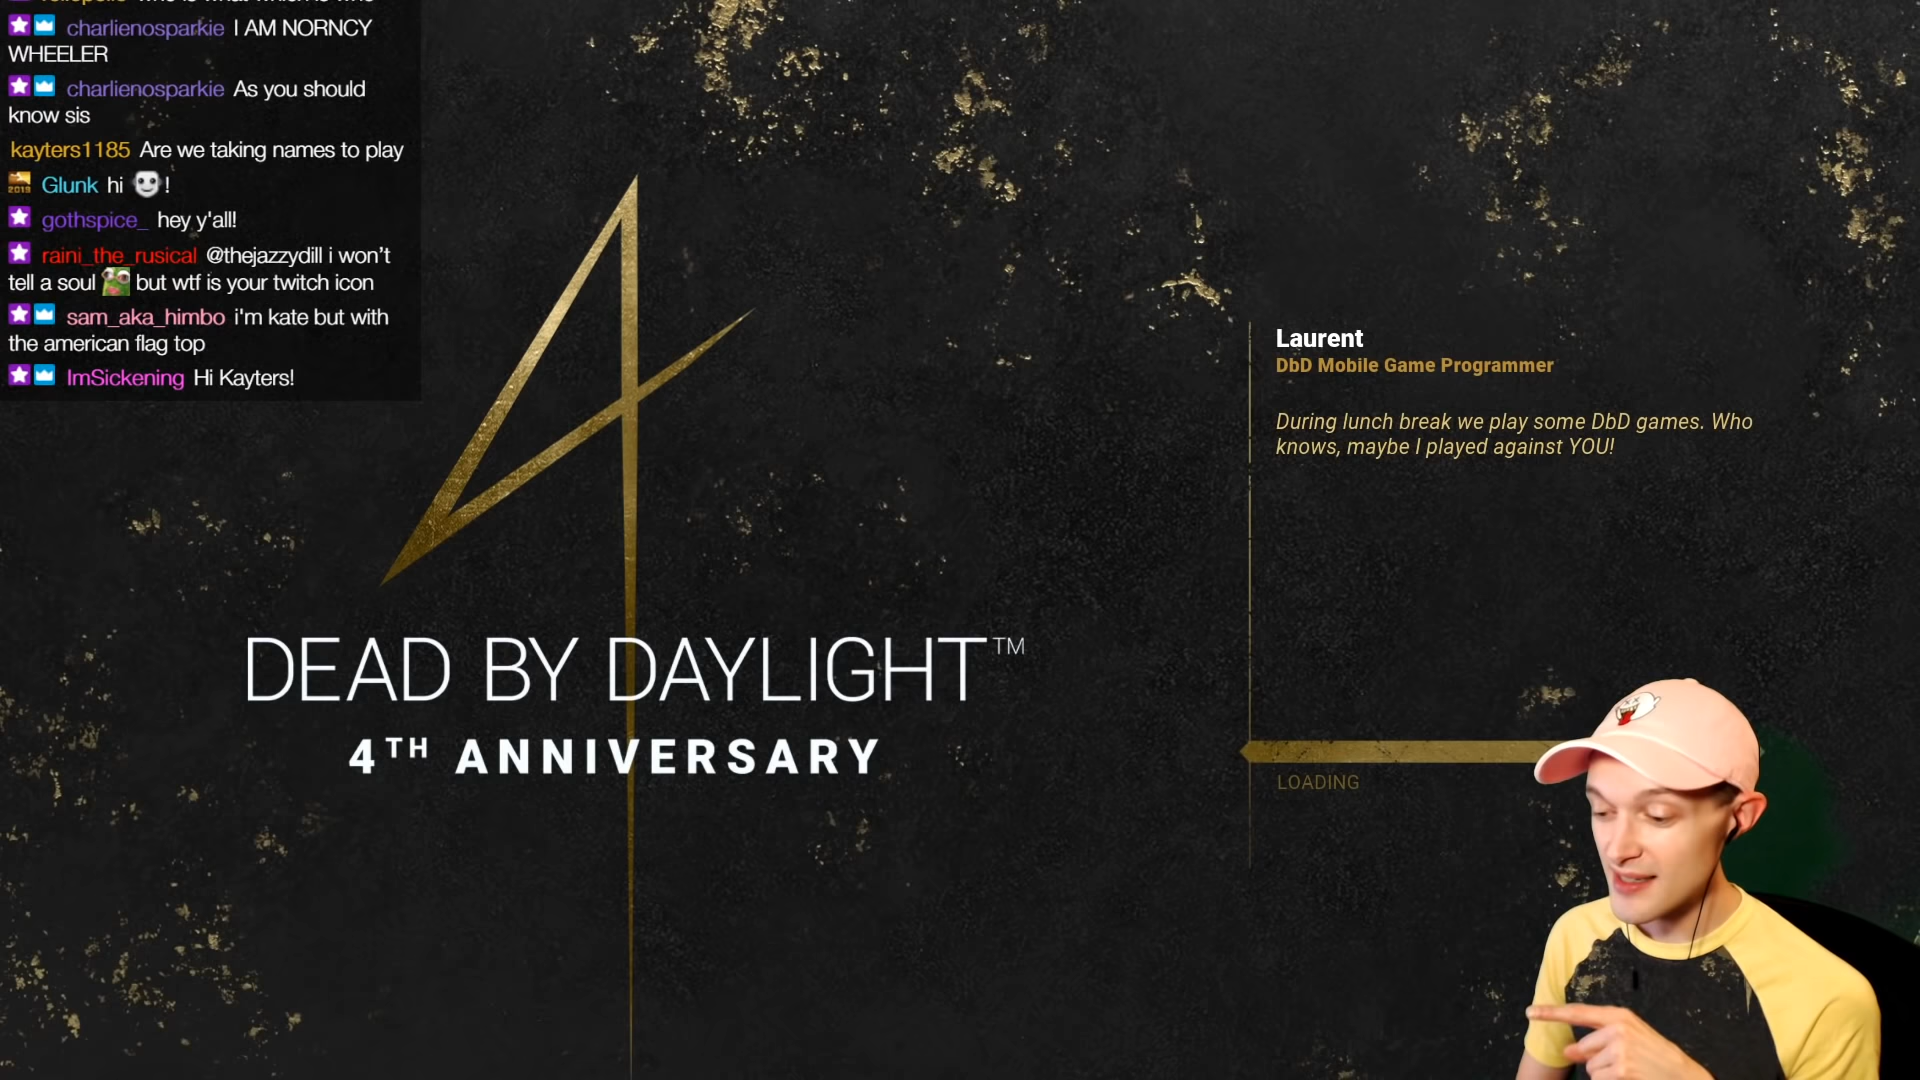 charlienosparkie I AM NORNCY
WHEELER
charlienosparkie As you should
know sis
kayters1185 Are we taking names to play
2019 Glunk hi !
gothspice_ hey y'all!
raini_the_rusical @thejazzydill i won't
tell a soul but wtf is your twitch icon
sam_aka_himbo i'm kate but with
the american flag top
ImSickening Hi Kayters!
Laurent
DbD Mobile Game Programmer
During lunch break we play some DbD games. Who
knows, maybe I played against YOU!
DEAD BY DAYLIGHT™
4TH ANNIVERSARY
LOADING